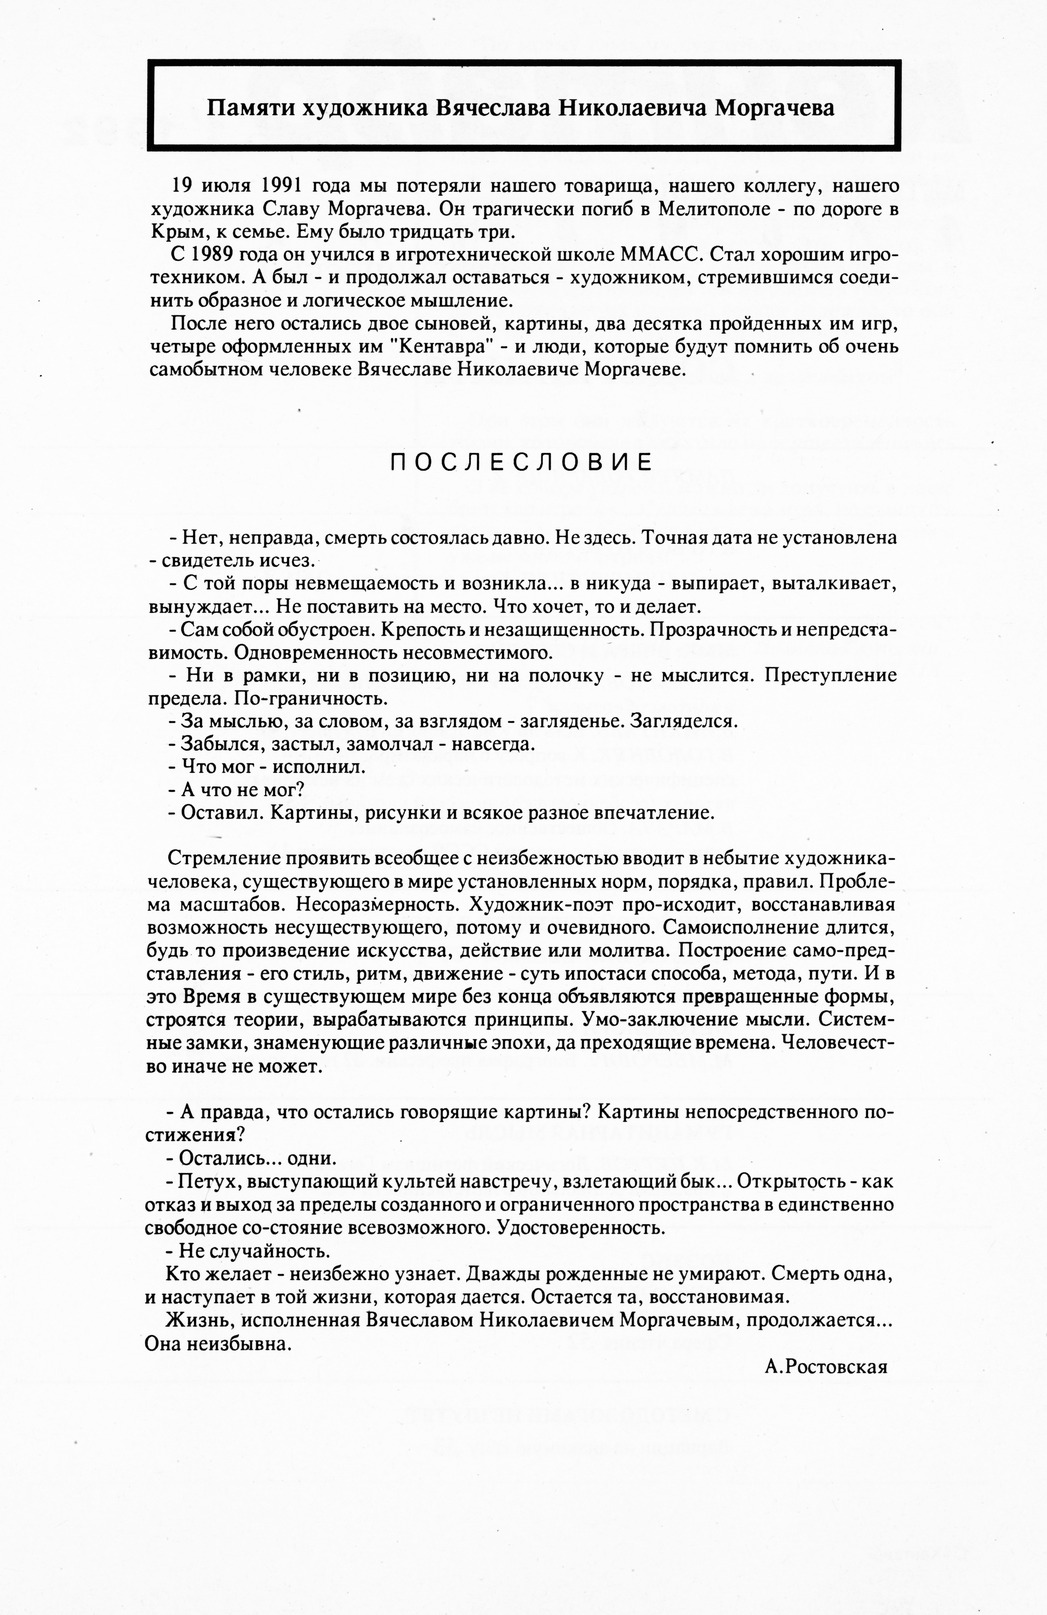 Памяти художника Вячеслава Николаевича Моргачева
19 июля 1991 года мы потеряли нашего товарища, нашего коллегу, нашего
художника Славу Моргачева. Он трагически погиб в Мелитополе - по дороге в
Крым, к семье. Ему было тридцать три.
С 1989 года он учился в игротехнической школе ММАСС. Стал хорошим игро-
техником. А был - и продолжал оставаться - художником, стремившимся соеди-
нить образное и логическое мышление.
После него остались двое сыновей, картины, два десятка пройденных им игр,
четыре оформленных им "Кентавра" - и люди, которые будут помнить об очень
самобытном человеке Вячеславе Николаевиче Моргачеве.
ПОСЛЕСЛОВИЕ
- Нет, неправда, смерть состоялась давно. Не здесь. Точная дата не установлена
- свидетель исчез.
- С той поры невмещаемость и возникла... в никуда - выпирает, выталкивает,
вынуждает... Не поставить на место. Что хочет, то и делает.
- Сам собой обустроен. Крепость и незащищенность. Прозрачность и непредста-
вимость. Одновременность несовместимого.
- Ни в рамки, ни в позицию, ни на полочку - не мыслится. Преступление
предела. По-граничность.
- За мыслью, за словом, за взглядом - загляденье. Загляделся.
- Забылся, застыл, замолчал - навсегда.
- Что мог - исполнил.
- А что не мог?
- Оставил. Картины, рисунки и всякое разное впечатление.
Стремление проявить всеобщее с неизбежностью вводит в небытие художника-
человека, существующего в мире установленных норм, порядка, правил. Пробле-
ма масштабов. Несоразмерность. Художник-поэт про-исходит, восстанавливая
возможность несуществующего, потому и очевидного. Самоисполнение длится,
будь то произведение искусства, действие или молитва. Построение само-пред-
ставления - его стиль, ритм, движение - суть ипостаси способа, метода, пути. И в
это Время в существующем мире без конца объявляются превращенные формы,
строятся теории, вырабатываются принципы. Умо-заключение мысли. Систем-
ные замки, знаменующие различные эпохи, да преходящие времена. Человечест-
во иначе не может.
- А правда, что остались говорящие картины? Картины непосредственного по-
стижения?
- Остались... одни.
- Петух, выступающий культей навстречу, взлетающий бык... Открытость - как
отказ и выход за пределы созданного и ограниченного пространства в единственно
свободное со-стояние всевозможного. Удостоверенность.
- Не случайность.
Кто желает - неизбежно узнает. Дважды рожденные не умирают. Смерть одна,
и наступает в той жизни, которая дается. Остается та, восстановимая.
Жизнь, исполненная Вячеславом Николаевичем Моргачевым, продолжается...
Она неизбывна.
А.Ростовская